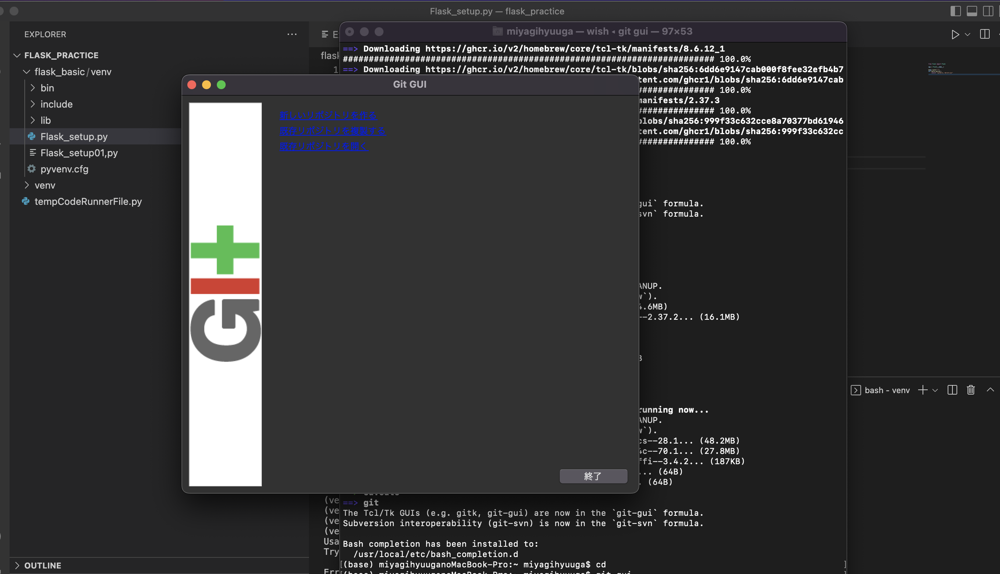 Flask_setup.py — flask_practice
EXPLORER
FLASK_PRACTICE
flask_basic/venv
bin
include
lib
Flask_setup.py
Flask_setup01,py
pyvenv.cfg
venv
tempCodeRunnerFile.py
OUTLINE
flask
1
miyagihyuuga — wish ◂ git gui — 97×53
==> Downloading https://ghcr.io/v2/homebrew/core/tcl-tk/manifests/8.6.12_1
######################################################################## 100.0%
==> Downloading https://ghcr.io/v2/homebrew/core/tcl-tk/blobs/sha256:6dd6e9147cab000f8fee32efb4b7
tent.com/ghcr1/blobs/sha256:6dd6e9147cab
############### 100.0%
manifests/2.37.3
############### 100.0%
blobs/sha256:999f33c632cce8a70377bd61946
tent.com/ghcr1/blobs/sha256:999f33c632cc
############### 100.0%
gui` formula.
svn` formula.
ANUP.
w`).
4.6MB)
--2.37.2... (16.1MB)
running now...
ANUP.
w`).
cs--28.1... (48.2MB)
4c--70.1... (27.8MB)
ffi--3.4.2... (187KB)
... (64B)
. (64B)
==> git
The Tcl/Tk GUIs (e.g. gitk, git-gui) are now in the `git-gui` formula.
Subversion interoperability (git-svn) is now in the `git-svn` formula.
Bash completion has been installed to:
/usr/local/etc/bash_completion.d
[(base) miyagihyuuganoMacBook-Pro:~ miyagihyuuga$ cd ]
[(base) miyagihyuuganoMacBook-Pro:~ miyagihyuuga$ git gui ]
Git GUI
新しいリポジトリを作る
既存リポジトリを複製する
既存リポジトリを開く
GIT
終了
(ve
(ve
(ve
(ve
Usa
Try
Err
bash - venv